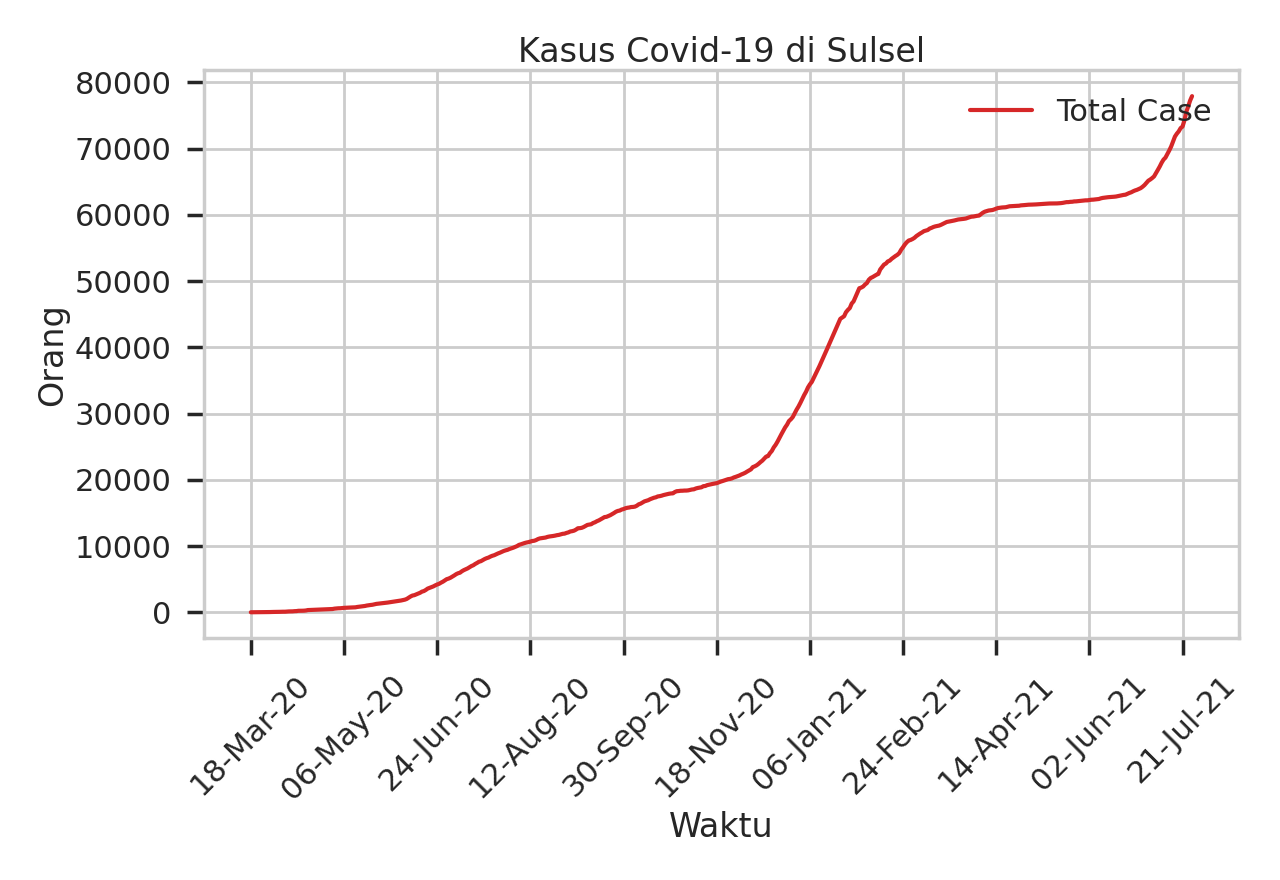 Kasus Covid-19 di Sulsel
Total Case
80000
70000
60000
50000
40000
30000
20000
10000
0
Orang
18-Mar-20
06-May-20
24-Jun-20
12-Aug-20
30-Sep-20
18-Nov-20
06-Jan-21
24-Feb-21
14-Apr-21
02-Jun-21
21-Jul-21
Waktu